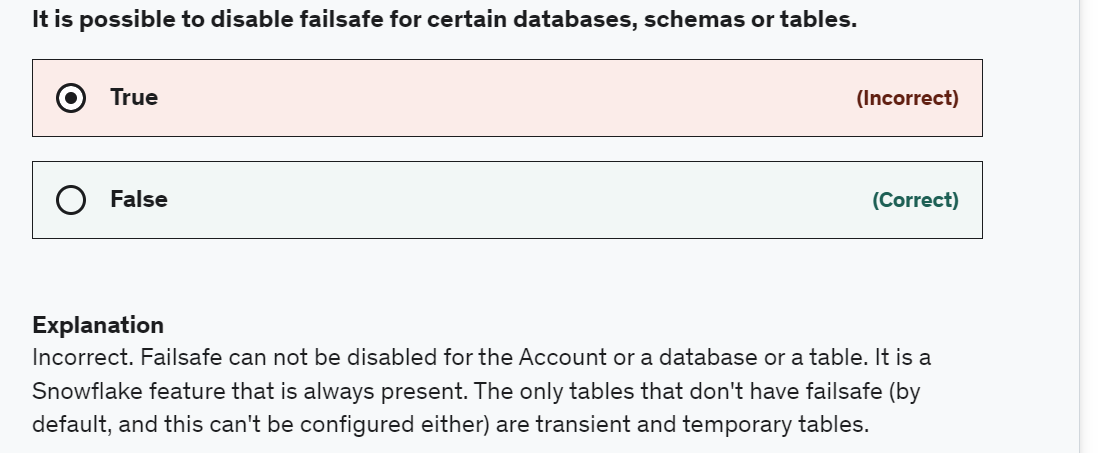 It is possible to disable failsafe for certain databases, schemas or tables.
True
(Incorrect)
False
(Correct)
Explanation
Incorrect. Failsafe can not be disabled for the Account or a database or a table. It is a
Snowflake feature that is always present. The only tables that don't have failsafe (by
default, and this can't be configured either) are transient and temporary tables.